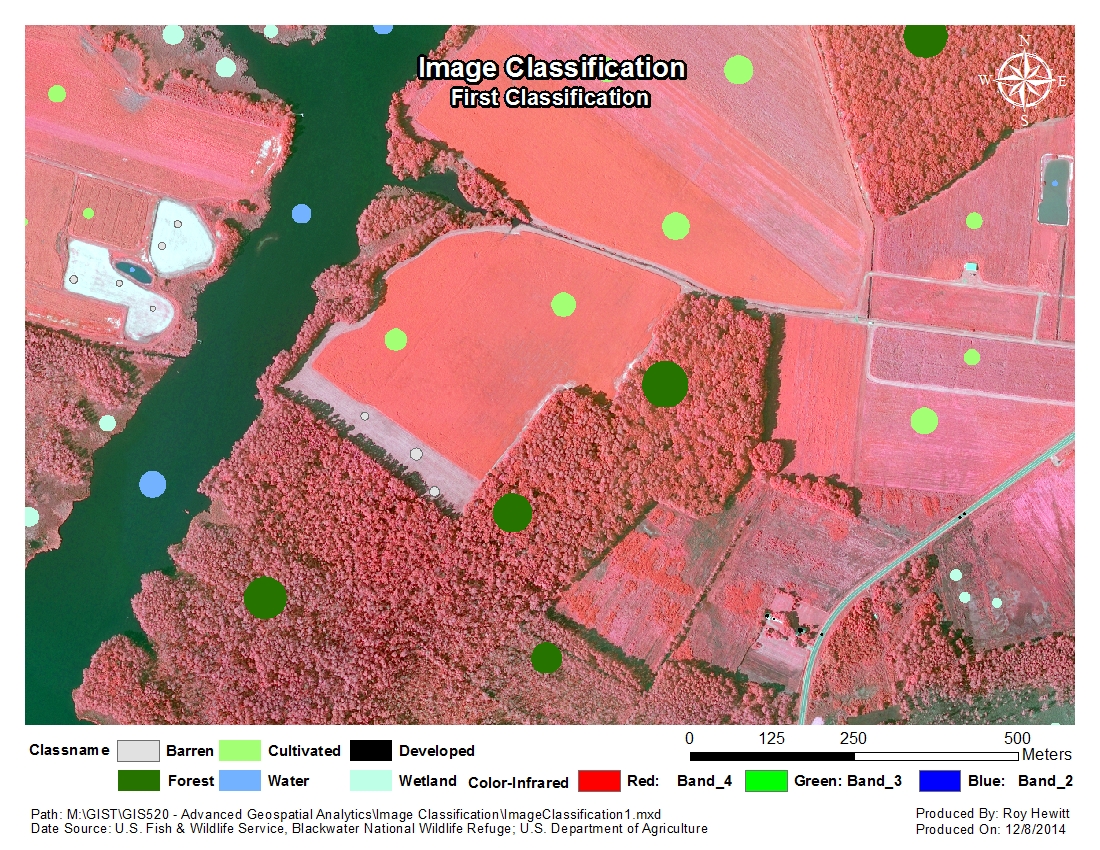 Image Classification
First Classification
N
W E
S
Classname Barren Cultivated Developed
0 125 250 500
Meters
Forest Water Wetland Color-Infrared Red: Band_4 Green: Band_3 Blue: Band_2
Path: M:\GIST\GIS520 - Advanced Geospatial Analytics\Image Classification\ImageClassification1.mxd
Date Source: U.S. Fish & Wildlife Service, Blackwater National Wildlife Refuge; U.S. Department of Agriculture
Produced By: Roy Hewitt
Produced On: 12/8/2014